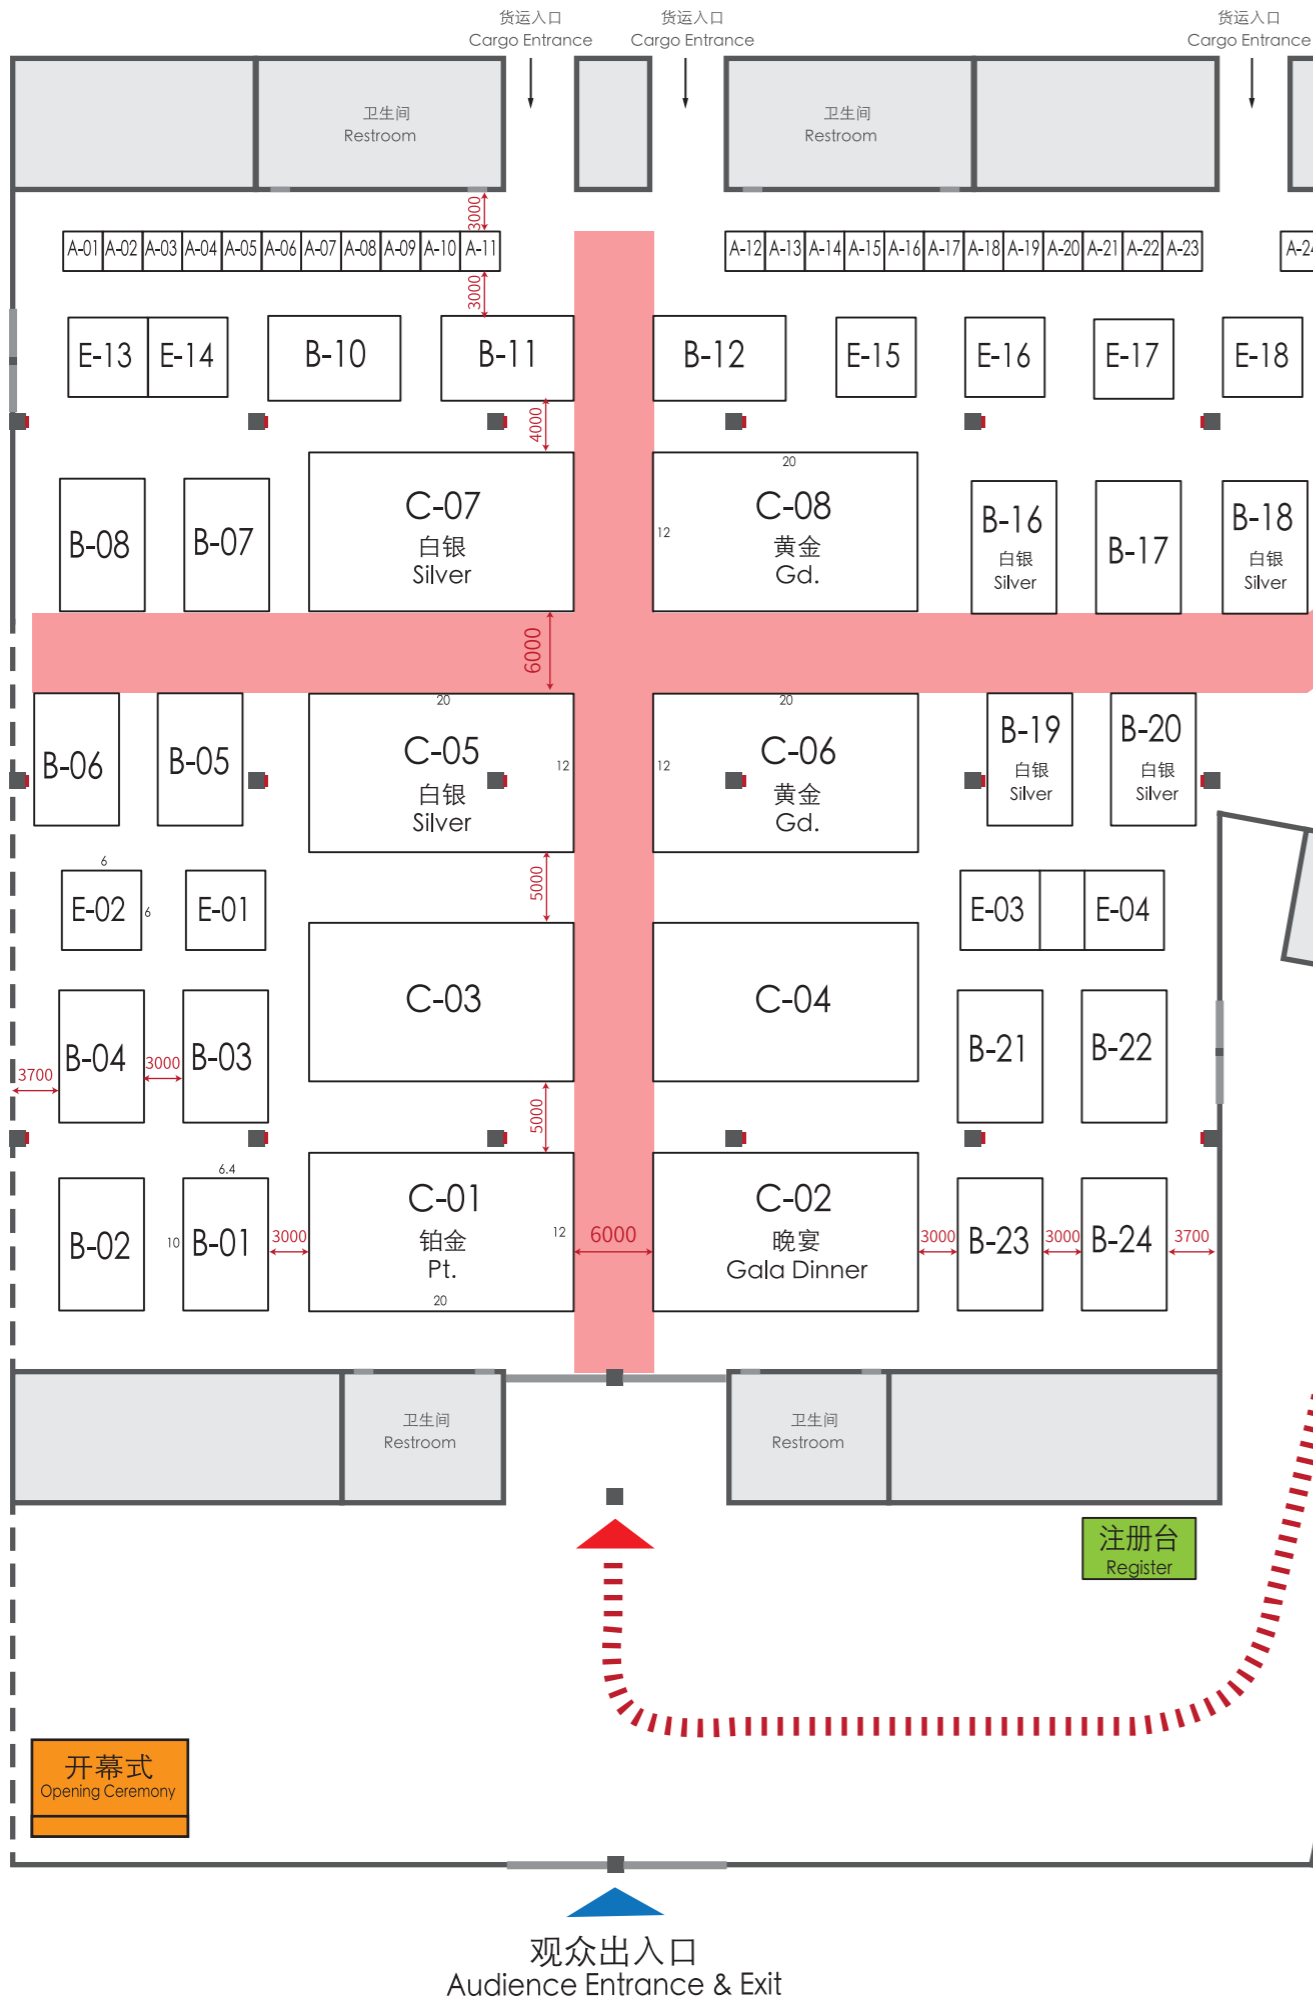 货运入口
Cargo Entrance
货运入口
Cargo Entrance
货运入口
Cargo Entrance
卫生间
Restroom
卫生间
Restroom
3000
A-01 A-02 A-03 A-04 A-05 A-06 A-07 A-08 A-09 A-10 A-11
A-12 A-13 A-14 A-15 A-16 A-17 A-18 A-19 A-20 A-21 A-22 A-23
A-24
3000
E-13 E-14
B-10
B-11
B-12
E-15
E-16
E-17
E-18
4000
B-08
B-07
C-07
白银
Silver
20
12
C-08
黄金
Gd.
B-16
白银
Silver
B-17
B-18
白银
Silver
6000
B-06
B-05
20
C-05
白银
Silver
12
20
12
C-06
黄金
Gd.
B-19
白银
Silver
B-20
白银
Silver
5000
6
E-02
6
E-01
E-03
E-04
C-03
C-04
3700
B-04
3000
B-03
B-21
B-22
5000
B-02
6.4
10
B-01
3000
C-01
铂金
Pt.
12
20
6000
C-02
晚宴
Gala Dinner
3000
B-23
3000
B-24
3700
卫生间
Restroom
卫生间
Restroom
注册台
Register
开幕式
Opening Ceremony
观众出入口
Audience Entrance & Exit